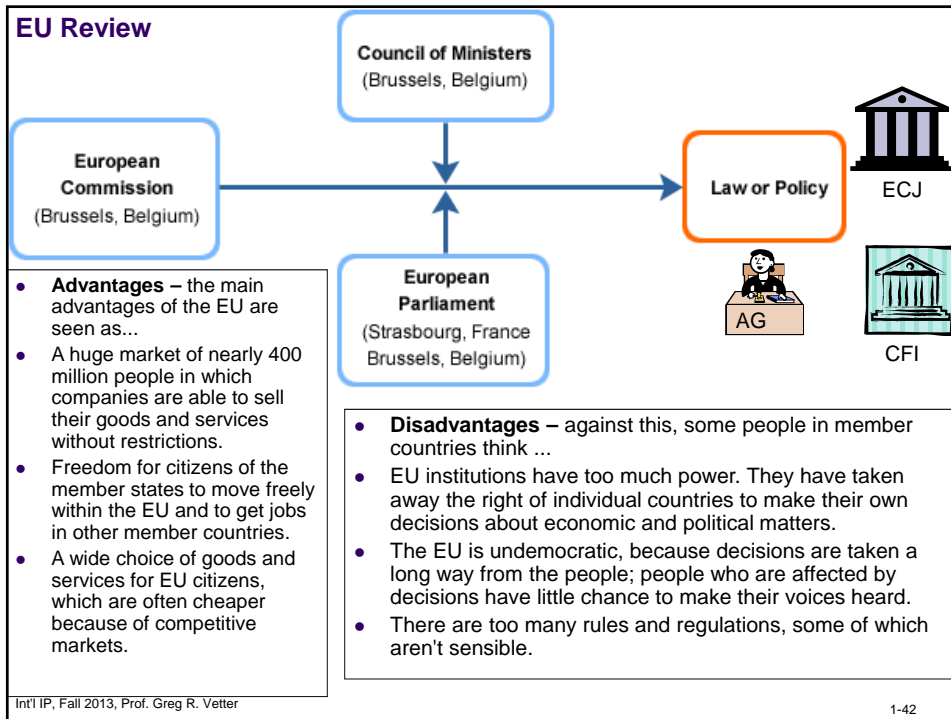 EU Review
Council of Ministers
(Brussels, Belgium)
European
Commission
(Brussels, Belgium)
Law or Policy
ECJ
European
Parliament
(Strasbourg, France
Brussels, Belgium)
AG
CFI
● Advantages – the main
advantages of the EU are
seen as...
● A huge market of nearly 400
million people in which
companies are able to sell
their goods and services
without restrictions.
● Freedom for citizens of the
member states to move freely
within the EU and to get jobs
in other member countries.
● A wide choice of goods and
services for EU citizens,
which are often cheaper
because of competitive
markets.
● Disadvantages – against this, some people in member
countries think ...
● EU institutions have too much power. They have taken
away the right of individual countries to make their own
decisions about economic and political matters.
● The EU is undemocratic, because decisions are taken a
long way from the people; people who are affected by
decisions have little chance to make their voices heard.
● There are too many rules and regulations, some of which
aren't sensible.
Int'l IP, Fall 2013, Prof. Greg R. Vetter
1-42